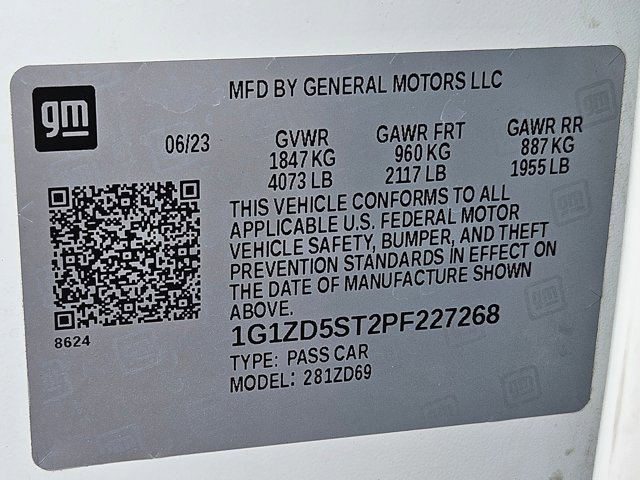 gm
MFD BY GENERAL MOTORS LLC
06/23
GVWR
1847 KG
4073 LB
GAWR FRT
960 KG
2117 LB
GAWR RR
887 KG
1955 LB
THIS VEHICLE CONFORMS TO ALL
APPLICABLE U.S. FEDERAL MOTOR
VEHICLE SAFETY, BUMPER, AND THEFT
PREVENTION STANDARDS IN EFFECT ON
THE DATE OF MANUFACTURE SHOWN
ABOVE.
8624
1G1ZD5ST2PF227268
TYPE: PASS CAR
MODEL: 281ZD69